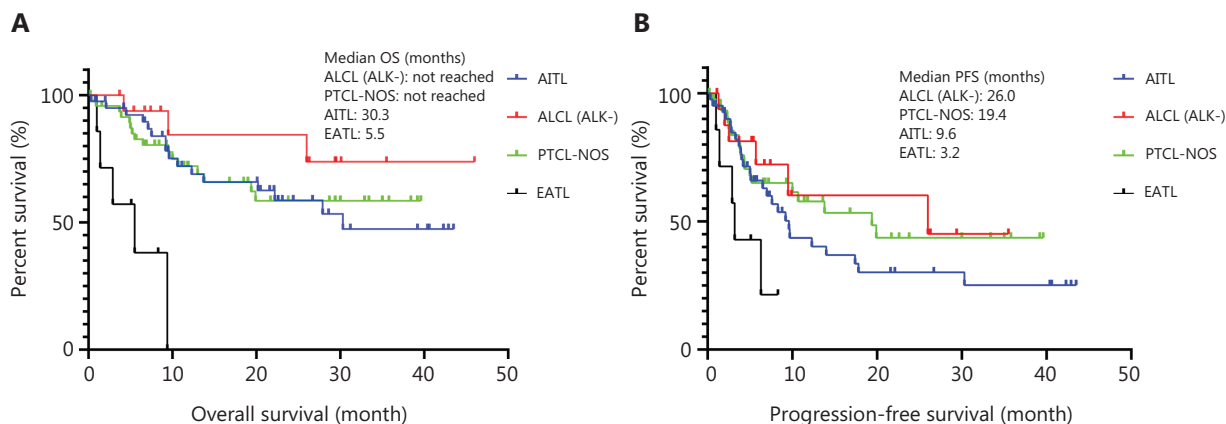 A
Median OS (months)
ALCL (ALK-): not reached
PTCL-NOS: not reached
AITL: 30.3
EATL: 5.5
AITL
ALCL (ALK-)
PTCL-NOS
EATL
Percent survival (%)
100
50
0
0 10 20 30 40 50
Overall survival (month)
B
Median PFS (months)
ALCL (ALK-): 26.0
PTCL-NOS: 19.4
AITL: 9.6
EATL: 3.2
AITL
ALCL (ALK-)
PTCL-NOS
EATL
Percent survival (%)
100
50
0
0 10 20 30 40 50
Progression-free survival (month)